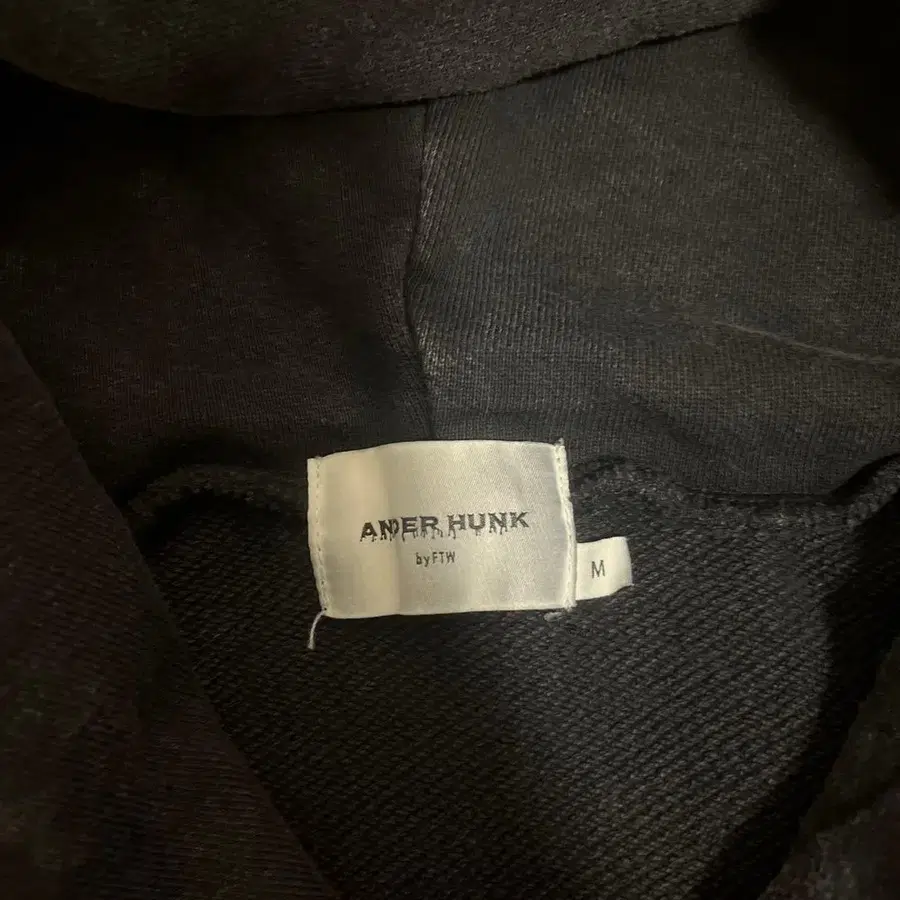 ANDER HUNK
by FTW
M